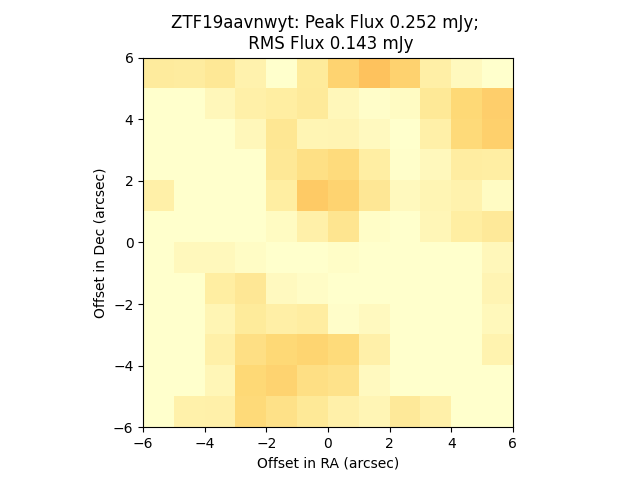 ZTF19aavnwyt: Peak Flux 0.252 mJy;
RMS Flux 0.143 mJy
6
4
2
0
−2
−4
−6
Offset in Dec (arcsec)
−6 −4 −2 0 2 4 6
Offset in RA (arcsec)